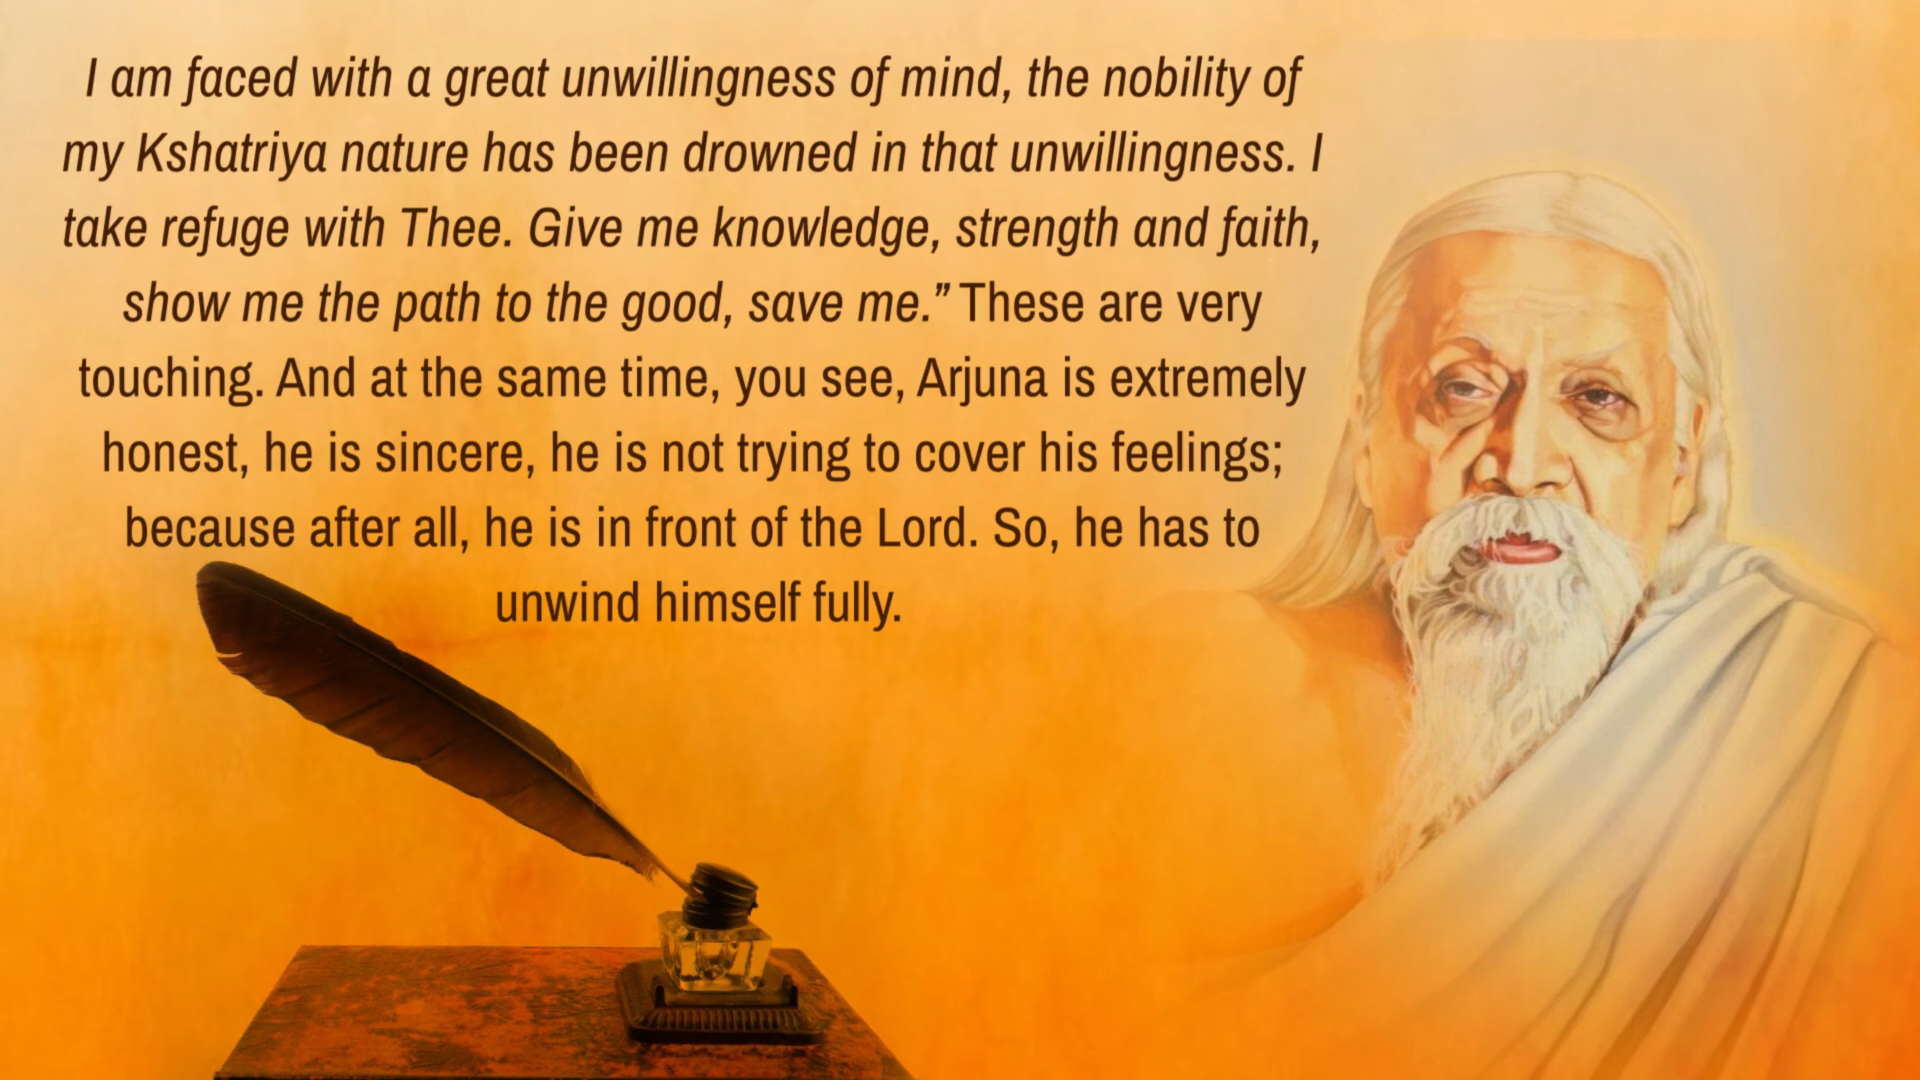 I am faced with a great unwillingness of mind, the nobility of
my Kshatriya nature has been drowned in that unwillingness. I
take refuge with Thee. Give me knowledge, strength and faith,
show me the path to the good, save me.” These are very
touching. And at the same time, you see, Arjuna is extremely
honest, he is sincere, he is not trying to cover his feelings;
because after all, he is in front of the Lord. So, he has to
unwind himself fully.